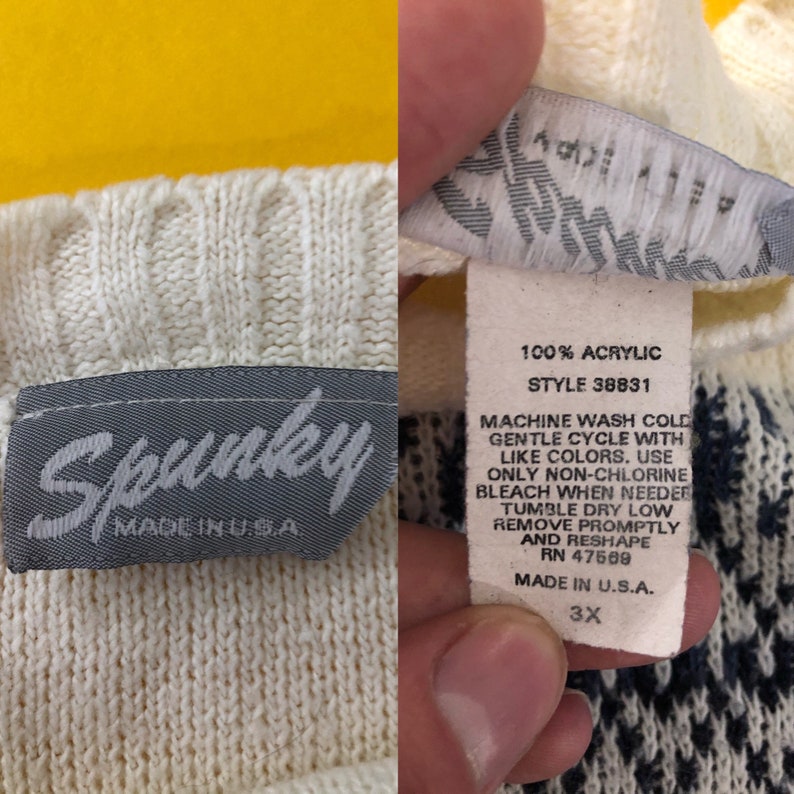 Spunky
MADE IN U.S.A
100% ACRYLIC
STYLE 38831
MACHINE WASH COLD
GENTLE CYCLE WITH
LIKE COLORS. USE
ONLY NON-CHLORINE
BLEACH WHEN NEEDED
TUMBLE DRY LOW
REMOVE PROMPTLY
AND RESHAPE
RN 47569
MADE IN U.S.A.
3X